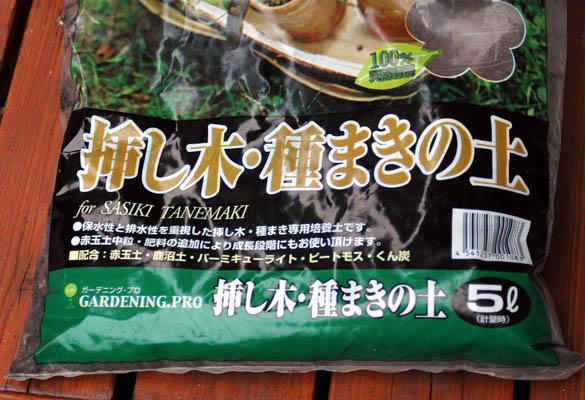 100%
挿し木・種まきの土
for SASIKI TANEMAKI
●保水性と排水性を重視した挿し木・種まき専用培養土です。
●赤玉土中粒・肥料の追加により成長段階にもお使い頂けます。
■配合：赤玉土・鹿沼土・バーミキューライト・ピートモス・くん炭
ガーデニング・プロ
GARDENING.PRO
挿し木・種まきの土
5ℓ
(計量時)